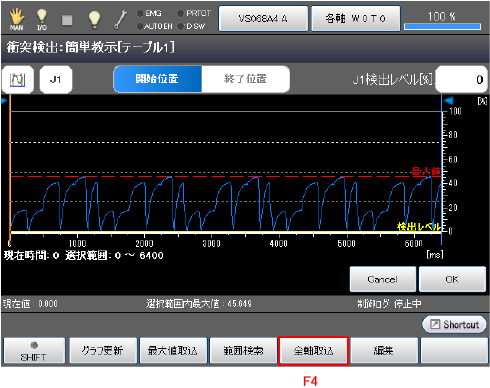 MAN I/O EMG PRTCT AUTO EN D SW VS068A4 A 各軸 W0T0 100 %
衝突検出:簡単教示[テーブル1]
J1 開始位置 終了位置 J1検出レベル[%] 0
[%]
100
80
60
最大値
40
20
検出レベル
0
0 1000 2000 3000 4000 5000 6000 [ms]
現在時間: 0 選択範囲: 0 ～ 6400
Cancel OK
現在値 : 0.000 選択範囲内最大値 : 45.649 制御ログ 停止中
Shortcut
SHIFT グラフ更新 最大値取込 範囲検索 全軸取込 編集
F4